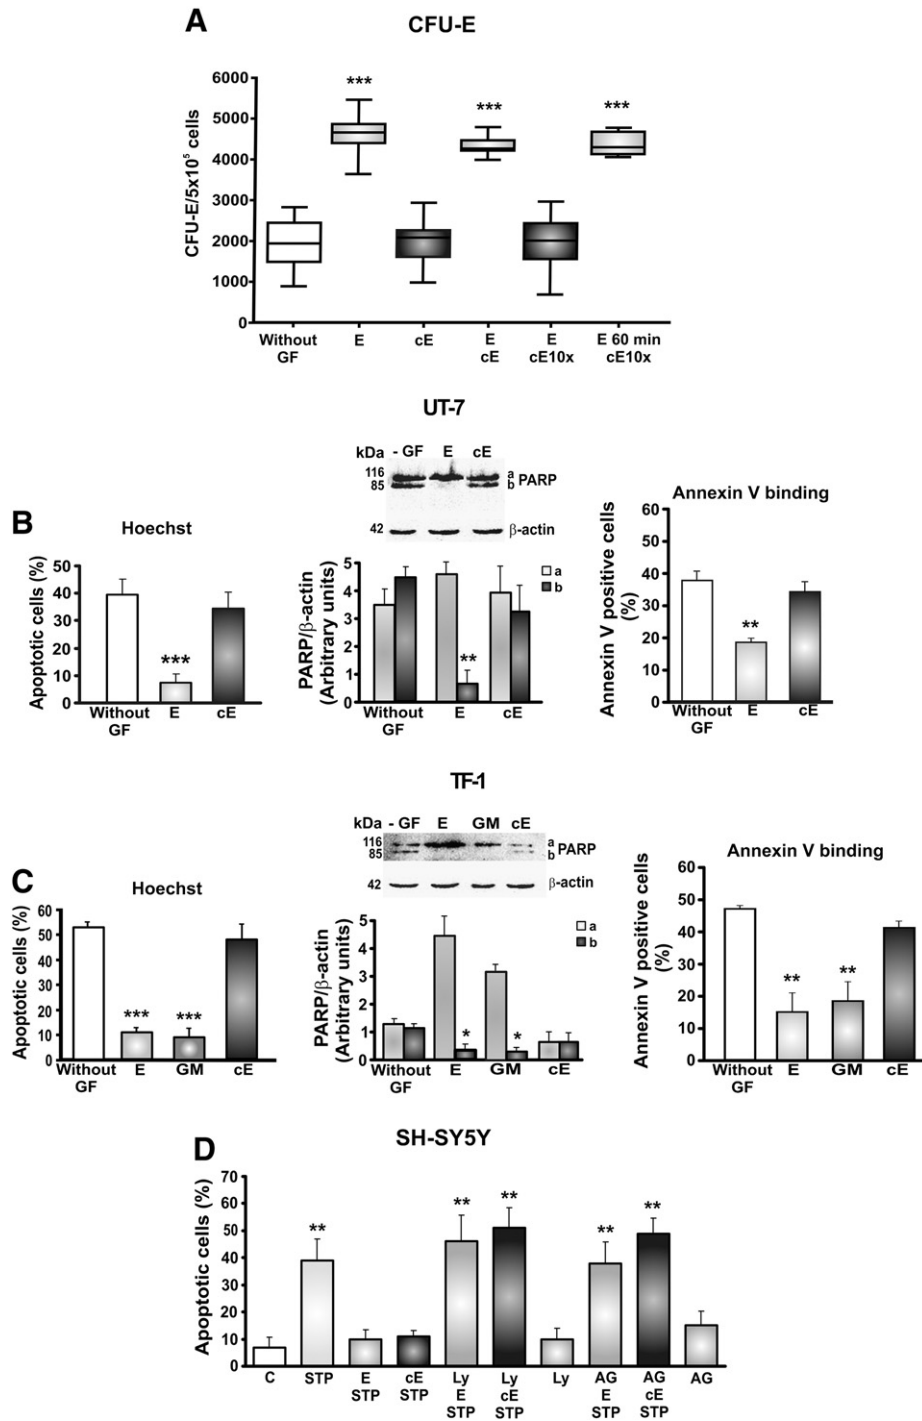 A
CFU-E
CFU-E/5x10⁵ cells
6000
5000
4000
3000
2000
1000
0
***
***
***
Without
GF
E
cE
E
cE
E
cE10x
E 60 min
cE10x
UT-7
kDa - GF E cE
116
85
42
a
b
PARP
β-actin
B
Hoechst
Apoptotic cells (%)
50
40
30
20
10
0
***
Without
GF
E
cE
PARP/β-actin
(Arbitrary units)
5
4
3
2
1
0
a
b
**
Without
GF
E
cE
Annexin V binding
Annexin V positive cells
(%)
60
50
40
30
20
10
0
**
Without
GF
E
cE
TF-1
kDa - GF E GM cE
116
85
42
a
b
PARP
β-actin
C
Hoechst
Apoptotic cells (%)
60
50
40
30
20
10
0
***
***
Without
GF
E
GM
cE
PARP/β-actin
(Arbitrary units)
5
4
3
2
1
0
a
b
*
*
Without
GF
E
GM
cE
Annexin V binding
Annexin V positive cells
(%)
60
50
40
30
20
10
0
**
**
Without
GF
E
GM
cE
SH-SY5Y
D
Apoptotic cells (%)
70
60
50
40
30
20
10
0
**
**
**
**
**
C
STP
E
STP
cE
STP
Ly
E
STP
Ly
cE
STP
Ly
AG
E
STP
AG
cE
STP
AG